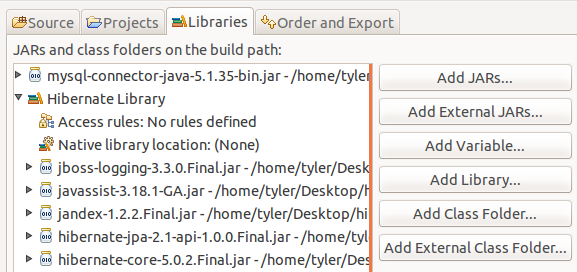 Source Projects Libraries Order and Export
JARs and class folders on the build path:
mysql-connector-java-5.1.35-bin.jar - /home/tyler
Hibernate Library
Access rules: No rules defined
Native library location: (None)
jboss-logging-3.3.0.Final.jar - /home/tyler/Desk
javassist-3.18.1-GA.jar - /home/tyler/Desktop/
jandex-1.2.2.Final.jar - /home/tyler/Desktop/hi
hibernate-jpa-2.1-api-1.0.0.Final.jar - /home/ty
hibernate-core-5.0.2.Final.jar - /home/tyler/De
Add JARs...
Add External JARs...
Add Variable...
Add Library...
Add Class Folder...
Add External Class Folder...